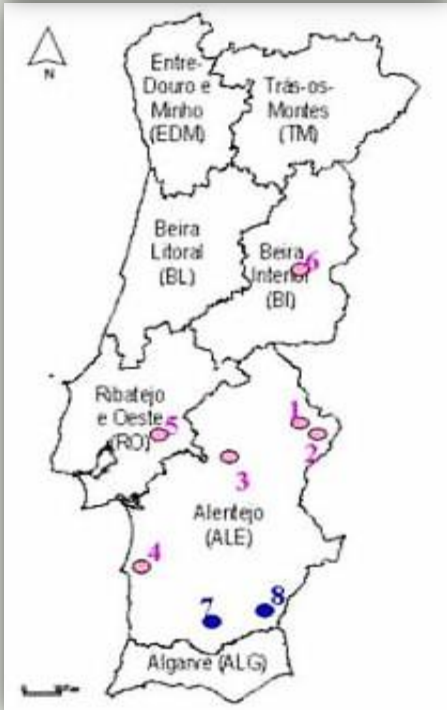 N
Entre-
Douro e
Minho
(EDM)
Trás-os-
Montes
(TM)
Beira
Litoral
(BL)
Beira
Interior
(BI)
6
Ribatejo
e Oeste
(RO)
5
1
2
3
Alentejo
(ALE)
4
7
8
Algarve (ALG)